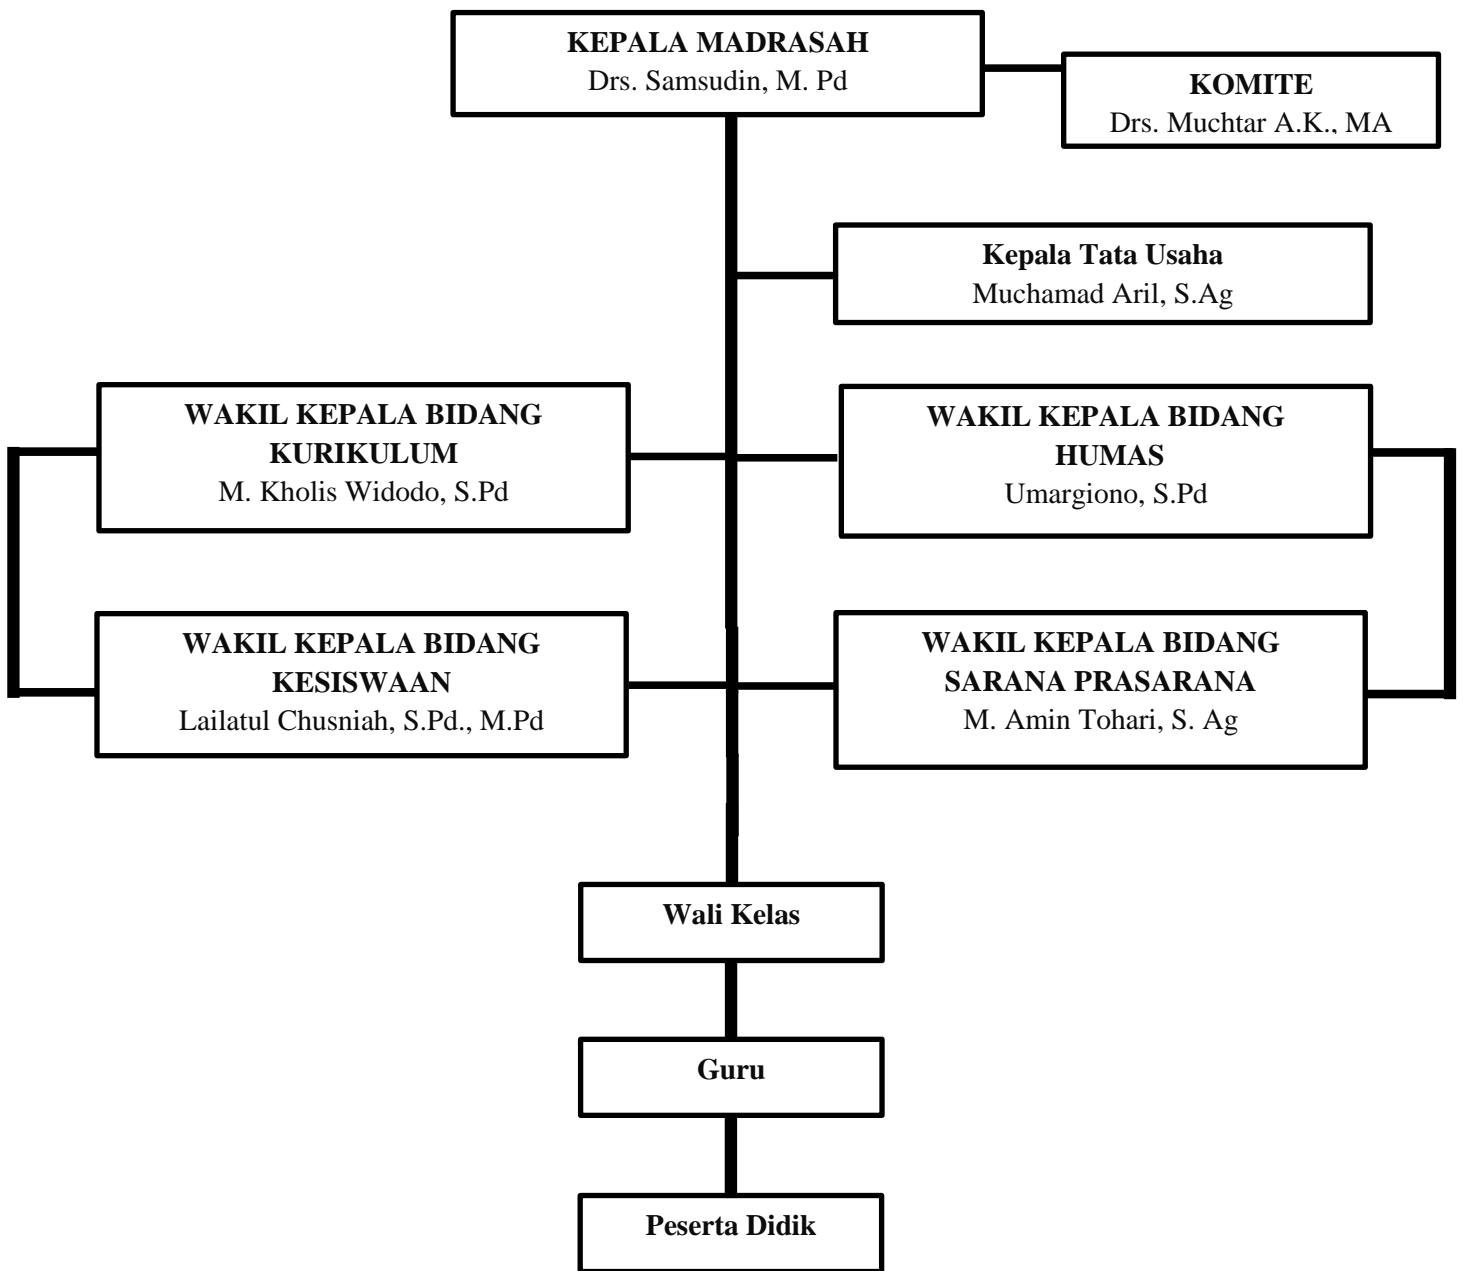 KEPALA MADRASAH
Drs. Samsudin, M. Pd
KOMITE
Drs. Muchtar A.K., MA
Kepala Tata Usaha
Muchamad Aril, S.Ag
WAKIL KEPALA BIDANG
KURIKULUM
M. Kholis Widodo, S.Pd
WAKIL KEPALA BIDANG
HUMAS
Umargiono, S.Pd
WAKIL KEPALA BIDANG
KESISWAAN
Lailatul Chusniah, S.Pd., M.Pd
WAKIL KEPALA BIDANG
SARANA PRASARANA
M. Amin Tohari, S. Ag
Wali Kelas
Guru
Peserta Didik